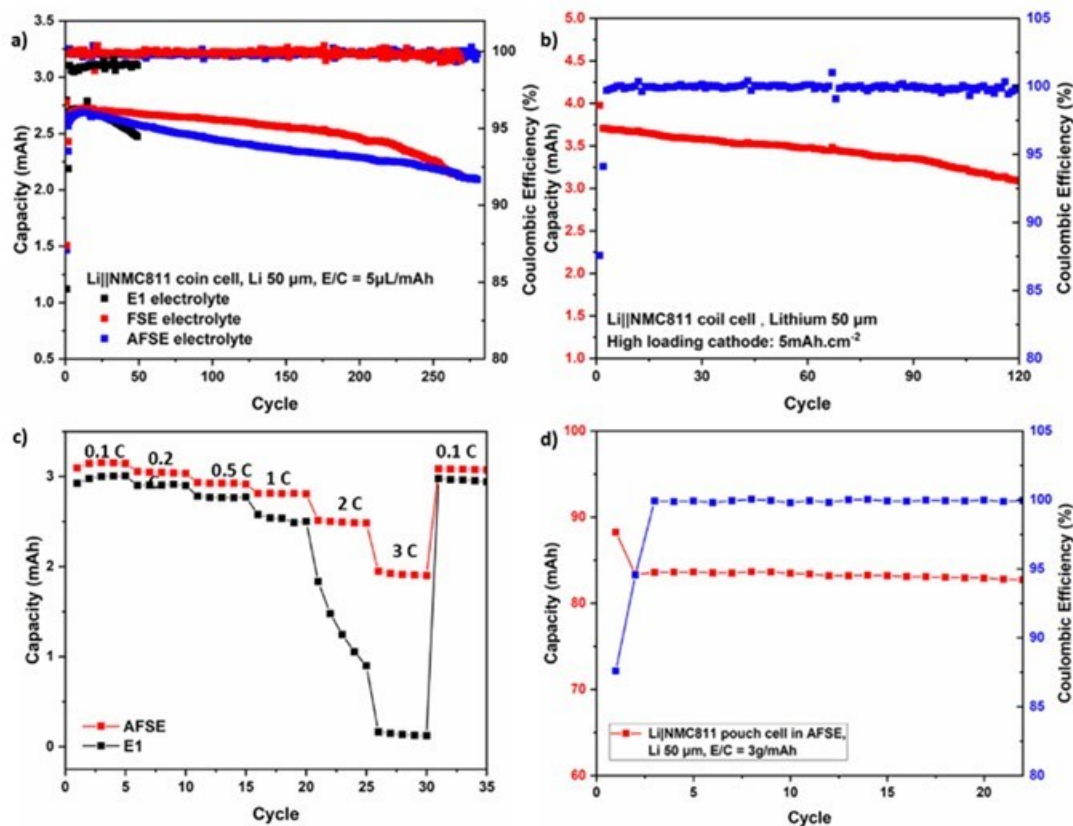 a)
3.5
3.0
2.5
2.0
1.5
1.0
0.5
Capacity (mAh)
100
95
90
85
80
Coulombic Efficiency (%)
Li||NMC811 coin cell, Li 50 µm, E/C = 5µL/mAh
E1 electrolyte
FSE electrolyte
AFSE electrolyte
0 50 100 150 200 250
Cycle
b)
5.0
4.5
4.0
3.5
3.0
2.5
2.0
1.5
1.0
Capacity (mAh)
105
100
95
90
85
80
Coulombic Efficiency (%)
Li||NMC811 coil cell , Lithium 50 µm
High loading cathode: 5mAh.cm-2
0 30 60 90 120
Cycle
c)
3
2
1
0
Capacity (mAh)
0.1 C
0.2
C
0.5 C
1 C
2 C
3 C
0.1 C
AFSE
E1
0 5 10 15 20 25 30 35
Cycle
d)
100
90
80
70
60
Capacity (mAh)
105
100
95
90
85
80
Coulombic Efficiency (%)
Li|NMC811 pouch cell in AFSE,
Li 50 µm, E/C = 3g/mAh
0 5 10 15 20
Cycle